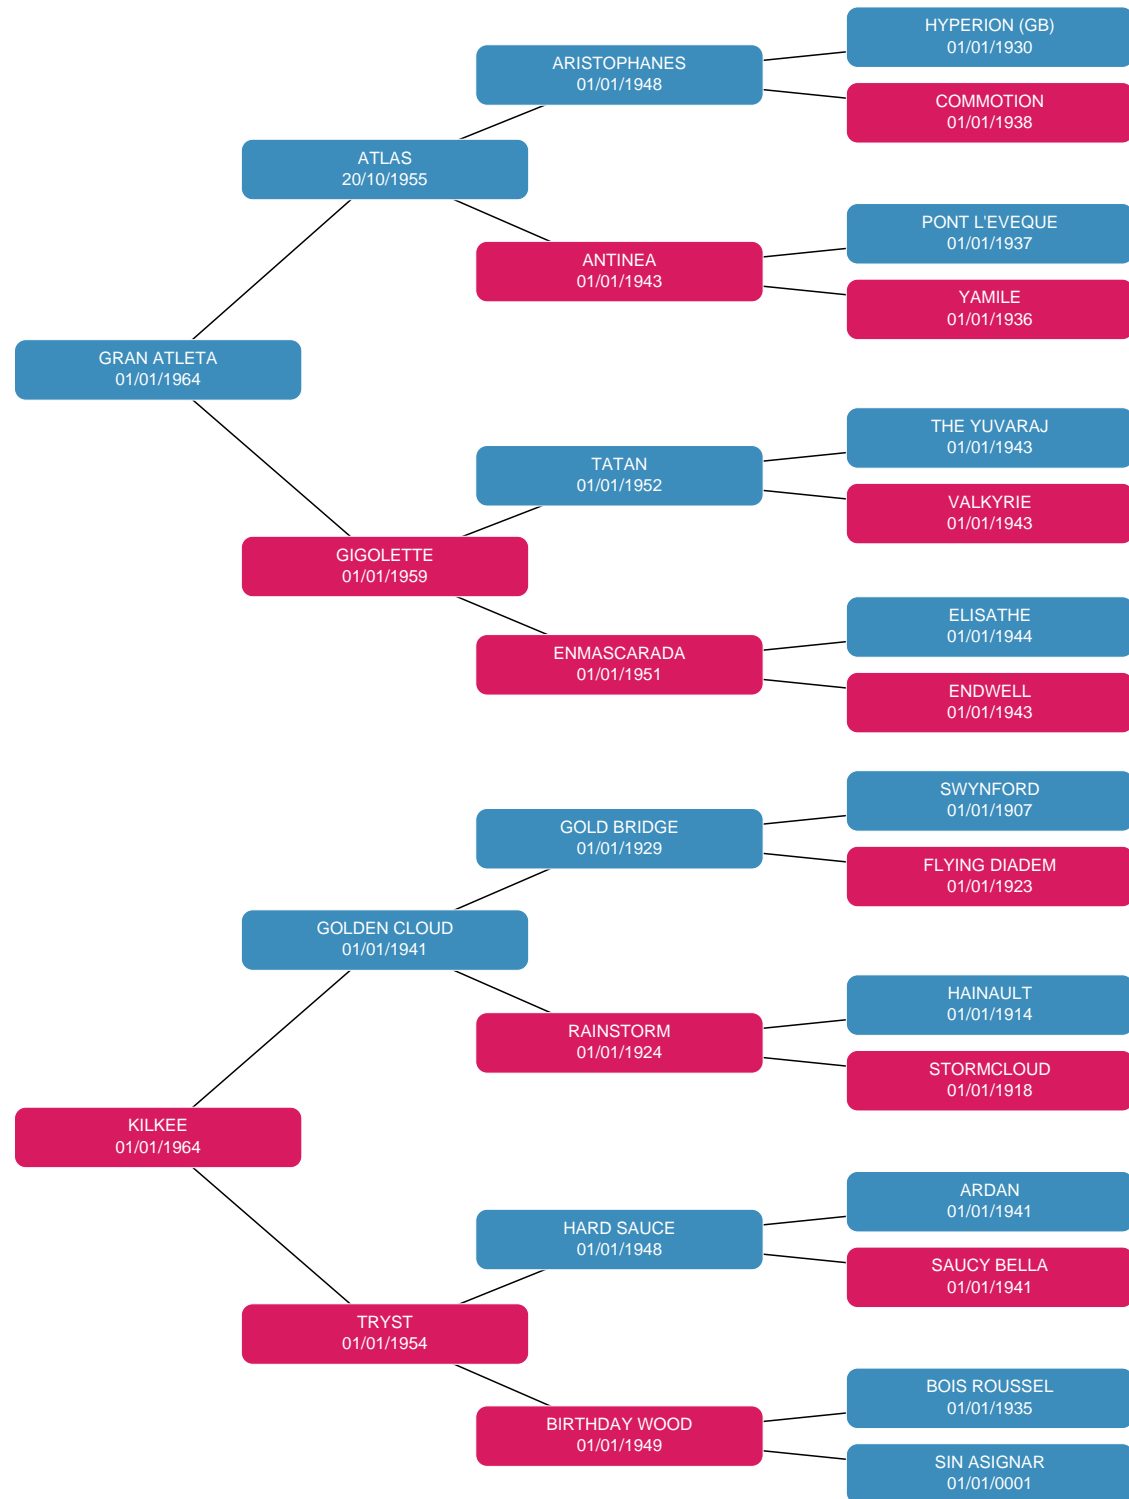 HYPERION (GB)
01/01/1930
ARISTOPHANES
01/01/1948
COMMOTION
01/01/1938
ATLAS
20/10/1955
PONT L'EVEQUE
01/01/1937
ANTINEA
01/01/1943
YAMILE
01/01/1936
GRAN ATLETA
01/01/1964
THE YUVARAJ
01/01/1943
TATAN
01/01/1952
VALKYRIE
01/01/1943
GIGOLETTE
01/01/1959
ELISATHE
01/01/1944
ENMASCARADA
01/01/1951
ENDWELL
01/01/1943
SWYNFORD
01/01/1907
GOLD BRIDGE
01/01/1929
FLYING DIADEM
01/01/1923
GOLDEN CLOUD
01/01/1941
HAINAULT
01/01/1914
RAINSTORM
01/01/1924
STORMCLOUD
01/01/1918
KILKEE
01/01/1964
ARDAN
01/01/1941
HARD SAUCE
01/01/1948
SAUCY BELLA
01/01/1941
TRYST
01/01/1954
BOIS ROUSSEL
01/01/1935
BIRTHDAY WOOD
01/01/1949
SIN ASIGNAR
01/01/0001